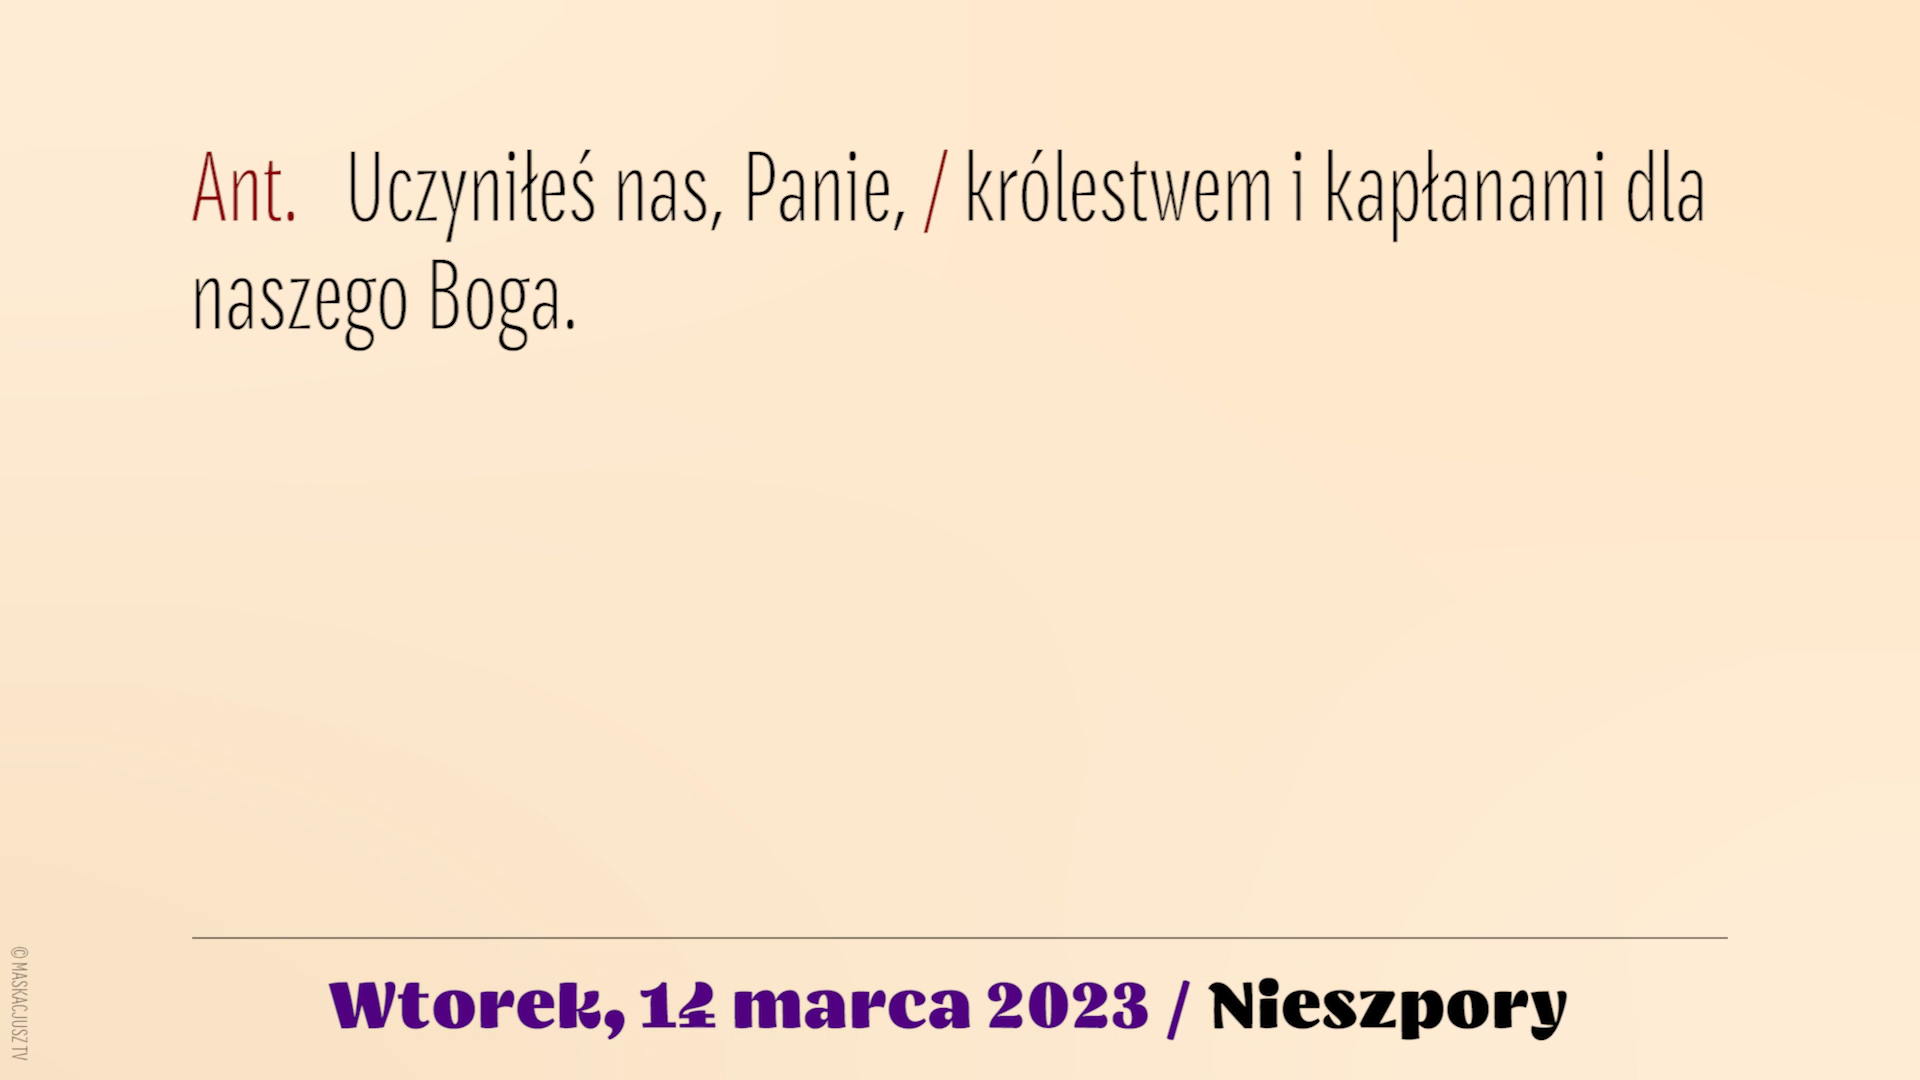 Ant. Uczyniłeś nas, Panie, / królestwem i kapłanami dla
naszego Boga.
Wtorek, 14 marca 2023 / Nieszpory
© MASKACJUSZ TV